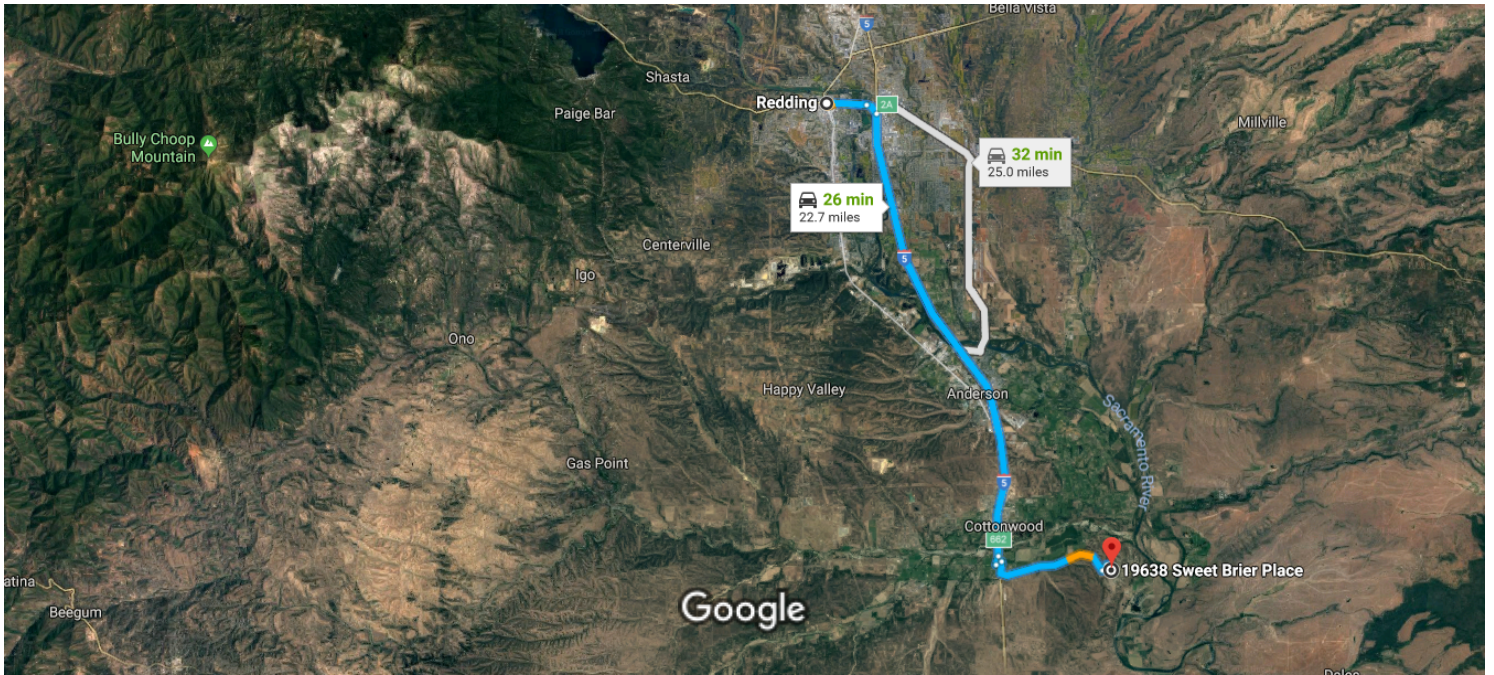 Bella Vista
5
Shasta
Redding
2A
Paige Bar
Millville
Bully Choop
Mountain
32 min
25.0 miles
26 min
22.7 miles
Centerville
5
Igo
Ono
Happy Valley
Anderson
Sacramento River
Gas Point
5
Cottonwood
662
19638 Sweet Brier Place
atina
Beegum
Google
Dales